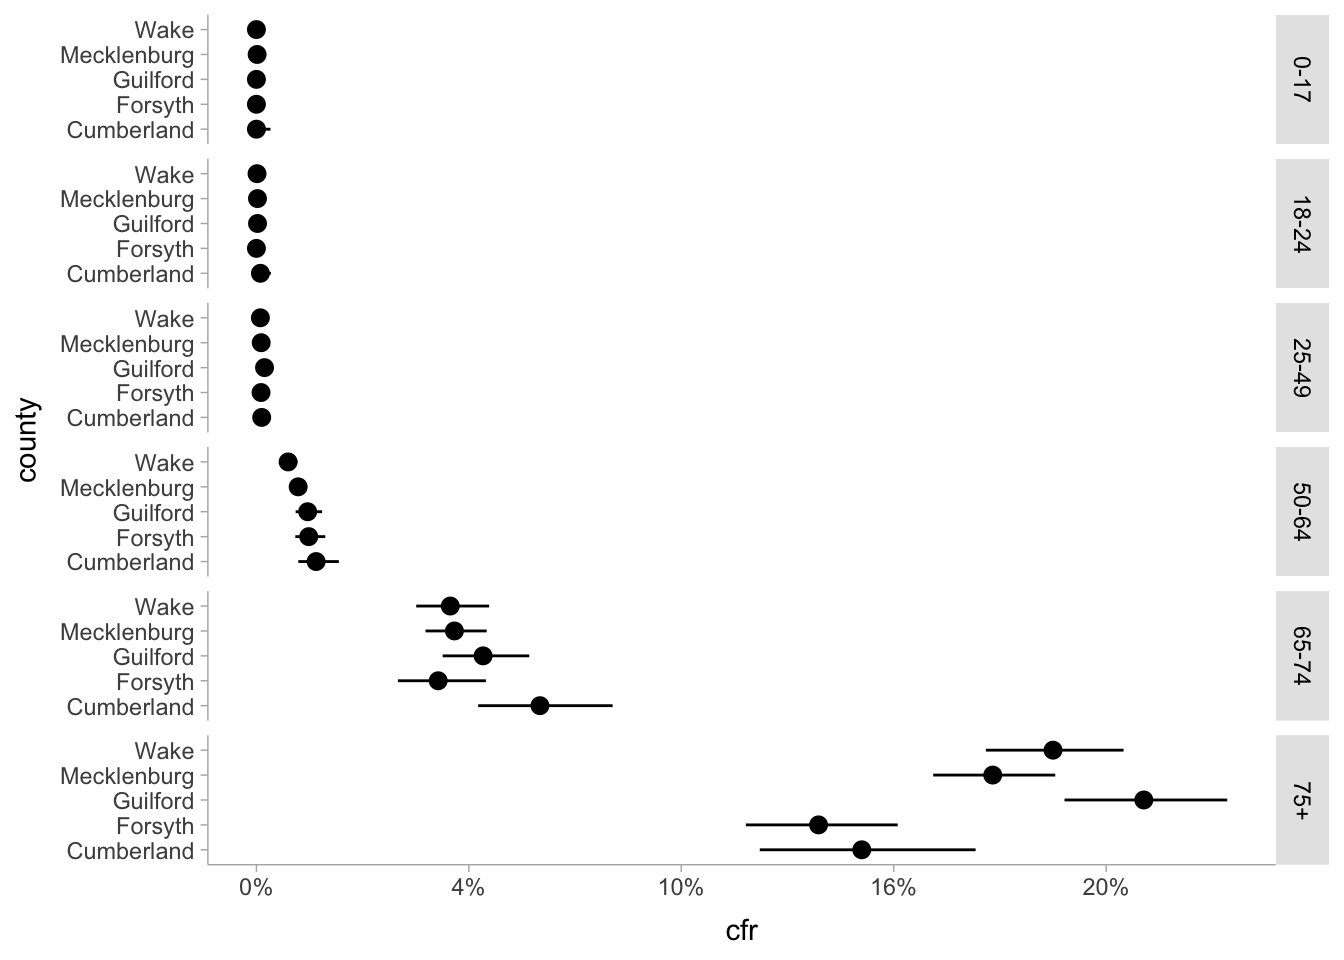 Wake
Mecklenburg
Guilford
Forsyth
Cumberland
0-17
Wake
Mecklenburg
Guilford
Forsyth
Cumberland
18-24
Wake
Mecklenburg
Guilford
Forsyth
Cumberland
25-49
county
Wake
Mecklenburg
Guilford
Forsyth
Cumberland
50-64
Wake
Mecklenburg
Guilford
Forsyth
Cumberland
65-74
Wake
Mecklenburg
Guilford
Forsyth
Cumberland
75+
0% 4% 10% 16% 20%
cfr